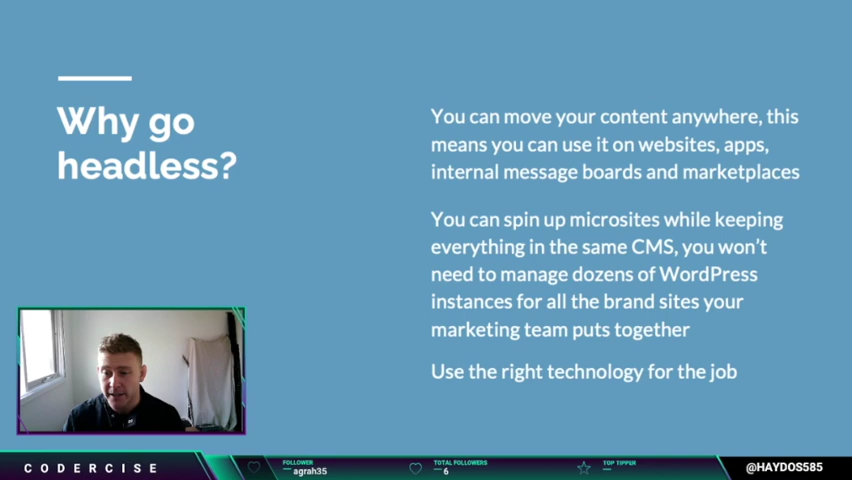 Why go
headless?
You can move your content anywhere, this
means you can use it on websites, apps,
internal message boards and marketplaces
You can spin up microsites while keeping
everything in the same CMS, you won't
need to manage dozens of WordPress
instances for all the brand sites your
marketing team puts together
Use the right technology for the job
CODERCISE
FOLLOWER
agrah35
TOTAL FOLLOWERS
6
TOP TIPPER
@HAYDOS585